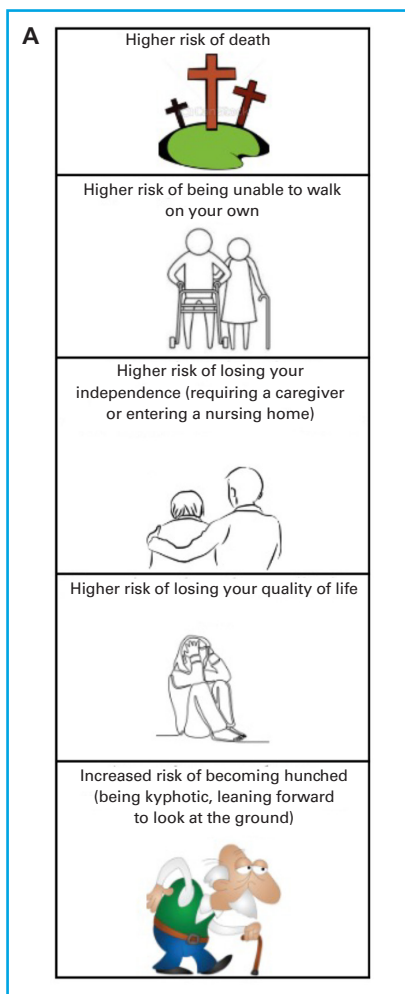 A
Higher risk of death
Higher risk of being unable to walk
on your own
Higher risk of losing your
independence (requiring a caregiver
or entering a nursing home)
Higher risk of losing your quality of life
Increased risk of becoming hunched
(being kyphotic, leaning forward
to look at the ground)